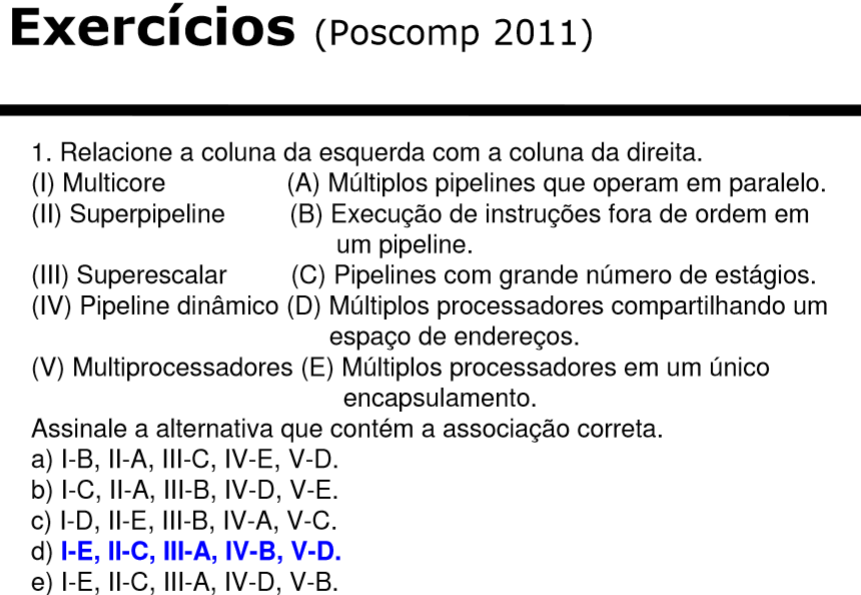 Exercícios (Poscomp 2011)
1. Relacione a coluna da esquerda com a coluna da direita.
(I) Multicore (A) Múltiplos pipelines que operam em paralelo.
(II) Superpipeline (B) Execução de instruções fora de ordem em
um pipeline.
(III) Superescalar (C) Pipelines com grande número de estágios.
(IV) Pipeline dinâmico (D) Múltiplos processadores compartilhando um
espaço de endereços.
(V) Multiprocessadores (E) Múltiplos processadores em um único
encapsulamento.
Assinale a alternativa que contém a associação correta.
a) I-B, II-A, III-C, IV-E, V-D.
b) I-C, II-A, III-B, IV-D, V-E.
c) I-D, II-E, III-B, IV-A, V-C.
d) I-E, II-C, III-A, IV-B, V-D.
e) I-E, II-C, III-A, IV-D, V-B.